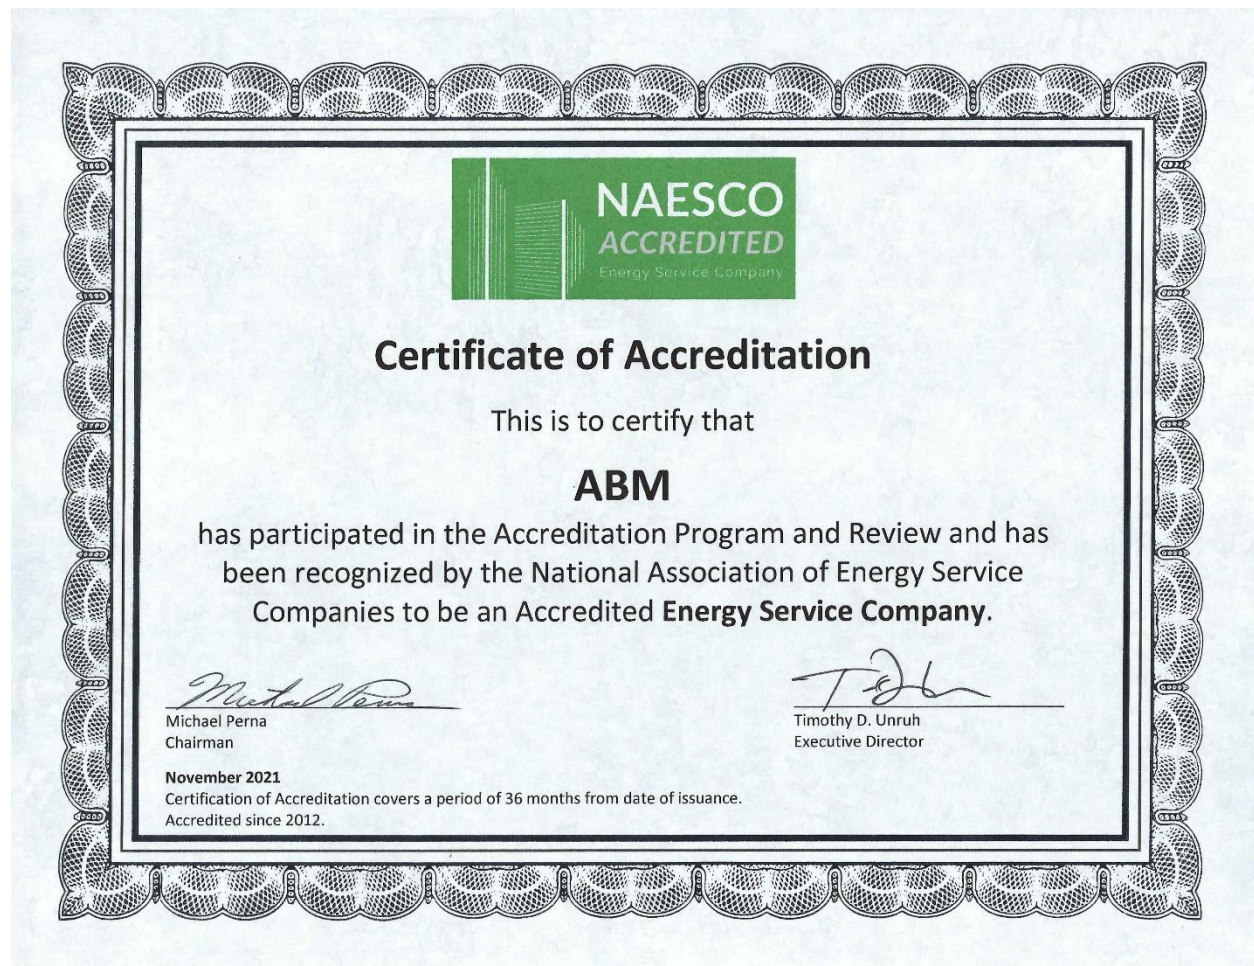 NAESCO
ACCREDITED
Energy Service Company
Certificate of Accreditation
This is to certify that
ABM
has participated in the Accreditation Program and Review and has
been recognized by the National Association of Energy Service
Companies to be an Accredited Energy Service Company.
Michael Perna
Michael Perna
Chairman
Timothy D. Unruh
Executive Director
November 2021
Certification of Accreditation covers a period of 36 months from date of issuance.
Accredited since 2012.